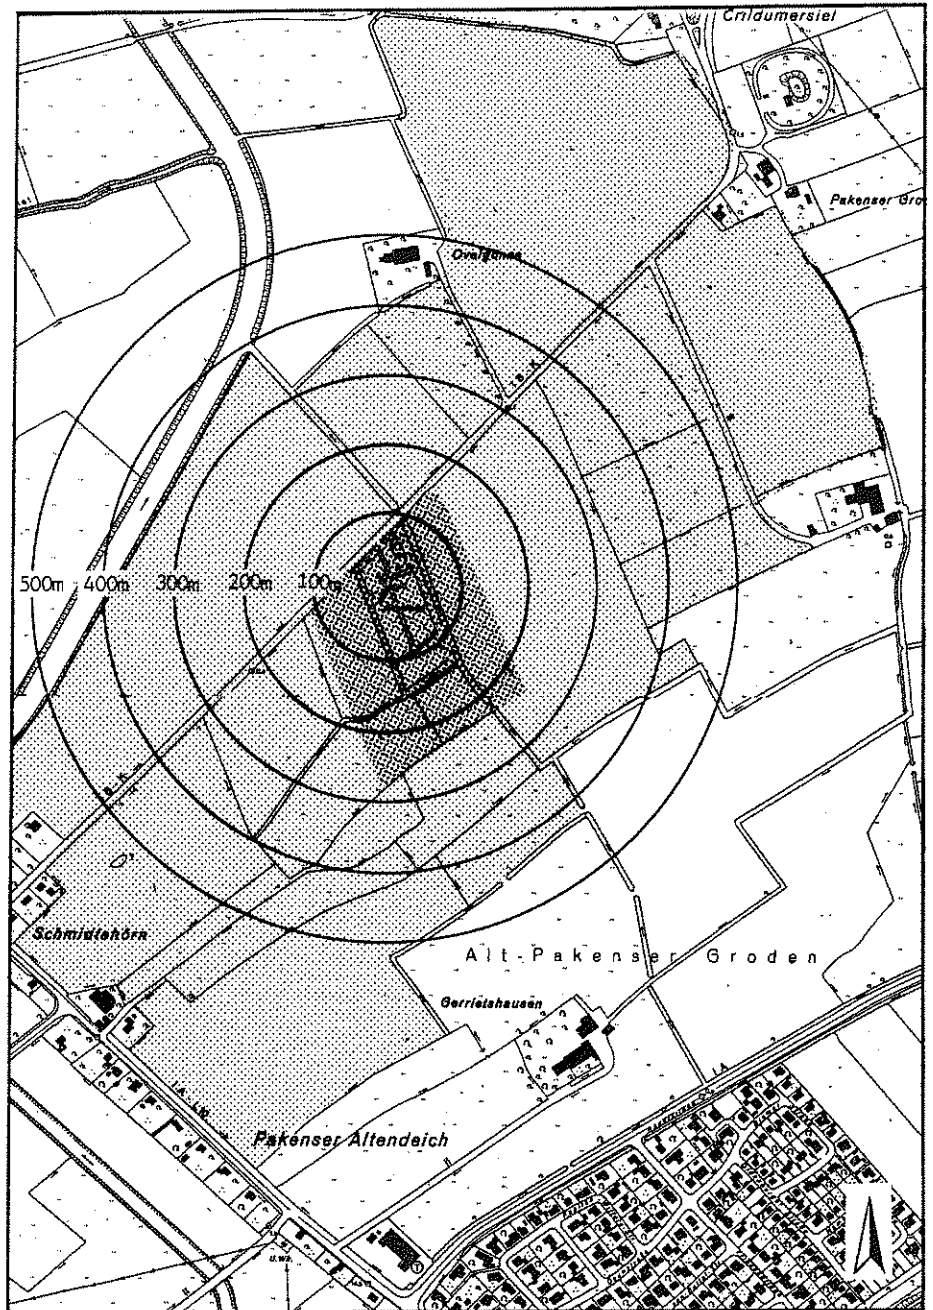 Crildumersiel
Pakenser Gro
Ovelgönne
500m 400m 300m 200m 100m
Schmidtshörn
Alt-Pakenser Groden
Gerrietshausen
Pakenser Altendeich